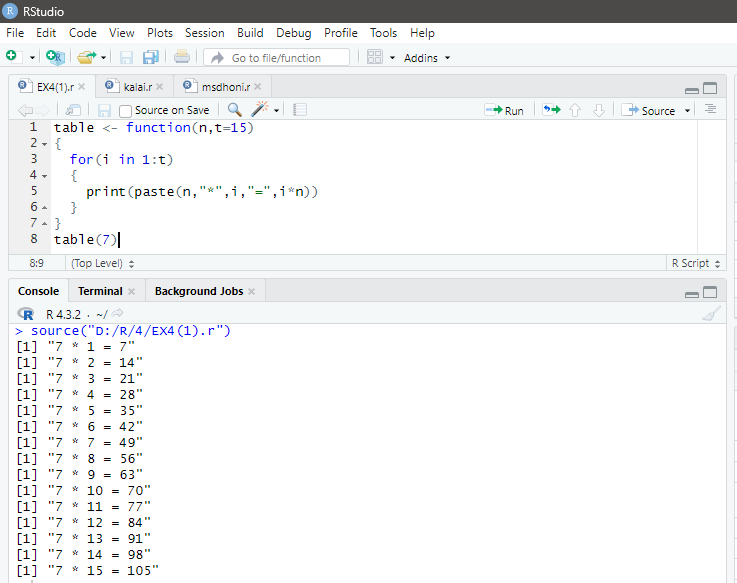 R RStudio
File Edit Code View Plots Session Build Debug Profile Tools Help
R Go to file/function Addins
R EX4(1).r × R kalai.r × R msdhoni.r ×
Source on Save Run Source
1 table <- function(n,t=15)
2 {
3 for(i in 1:t)
4 {
5 print(paste(n,"*",i,"=",i*n))
6 }
7 }
8 table(7)
8:9 (Top Level) R Script
Console Terminal × Background Jobs ×
R R 4.3.2 · ~/
> source("D:/R/4/EX4(1).r")
[1] "7 * 1 = 7"
[1] "7 * 2 = 14"
[1] "7 * 3 = 21"
[1] "7 * 4 = 28"
[1] "7 * 5 = 35"
[1] "7 * 6 = 42"
[1] "7 * 7 = 49"
[1] "7 * 8 = 56"
[1] "7 * 9 = 63"
[1] "7 * 10 = 70"
[1] "7 * 11 = 77"
[1] "7 * 12 = 84"
[1] "7 * 13 = 91"
[1] "7 * 14 = 98"
[1] "7 * 15 = 105"